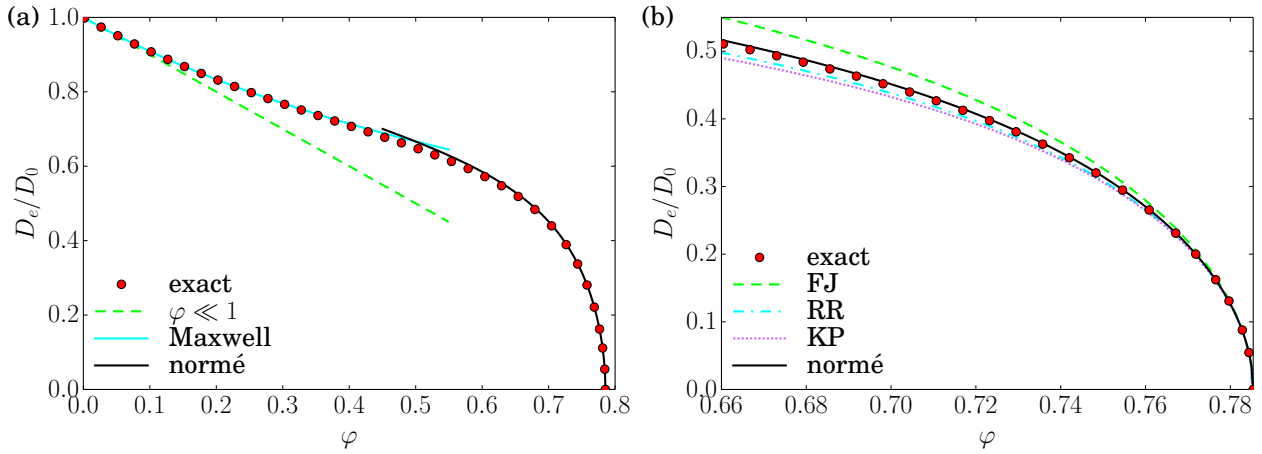 (a)
1.0
0.8
0.6
0.4
0.2
0.0
D_e/D_0
exact
φ ≪ 1
Maxwell
normé
0.0 0.1 0.2 0.3 0.4 0.5 0.6 0.7 0.8
φ
(b)
0.5
0.4
0.3
0.2
0.1
0.0
D_e/D_0
exact
FJ
RR
KP
normé
0.66 0.68 0.70 0.72 0.74 0.76 0.78
φ